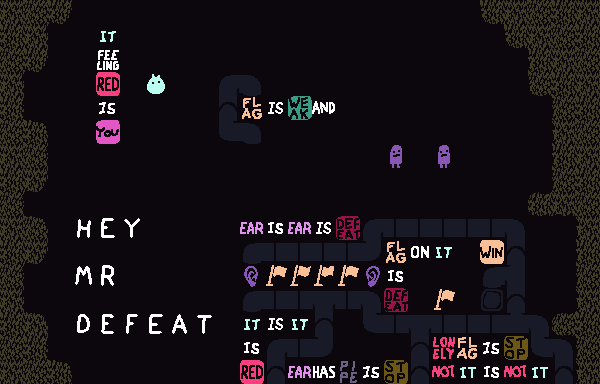 IT
FEELING
RED
IS
YOU
FLAG IS WEAK AND
HEY
MR
DEFEAT
EAR IS EAR IS DEFEAT
FLAG ON IT WIN
IS
DEFEAT
IT IS IT
IS
RED
EAR HAS PIPE IS STOP
LONELY FLAG IS STOP
NOT IT IS NOT IT